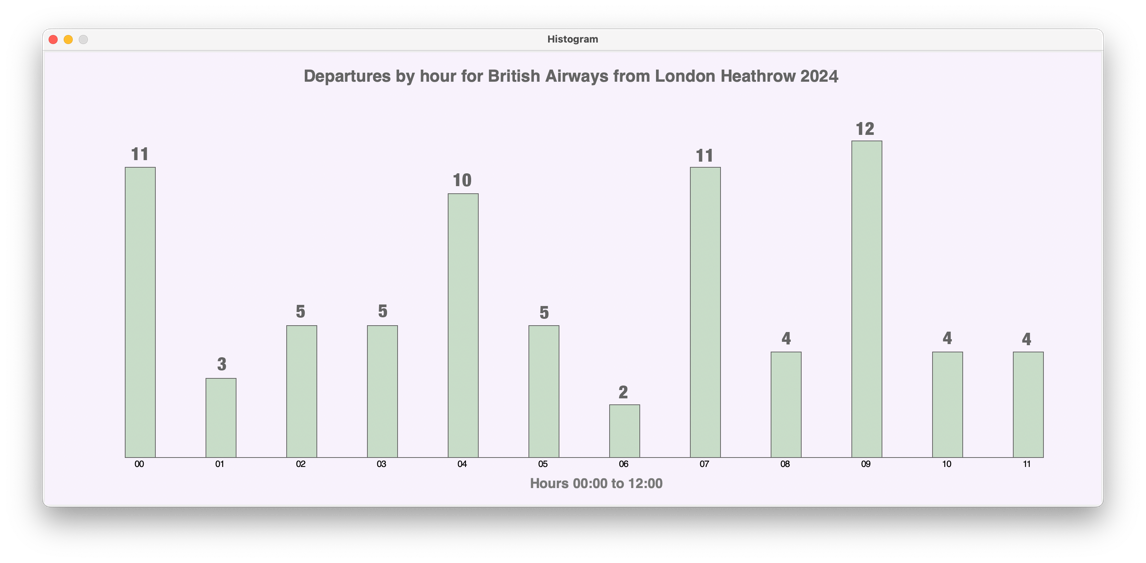 Histogram
Departures by hour for British Airways from London Heathrow 2024
11 3 5 5 10 5 2 11 4 12 4 4
00 01 02 03 04 05 06 07 08 09 10 11
Hours 00:00 to 12:00